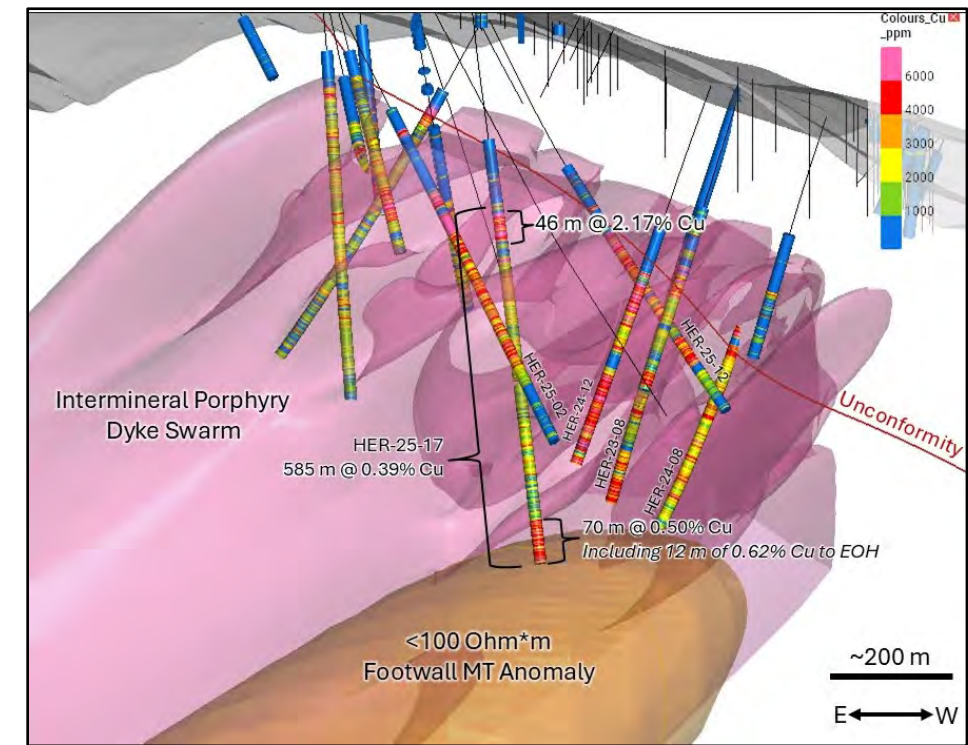 Colours_Cu
_ppm
6000
4000
3000
2000
1000
46 m @ 2.17% Cu
HER-25-12
HER-25-02
HER-24-12
Intermineral Porphyry
Dyke Swarm
Unconformity
HER-25-17
585 m @ 0.39% Cu
HER-23-08
HER-24-08
70 m @ 0.50% Cu
Including 12 m of 0.62% Cu to EOH
<100 Ohm*m
Footwall MT Anomaly
~200 m
E W